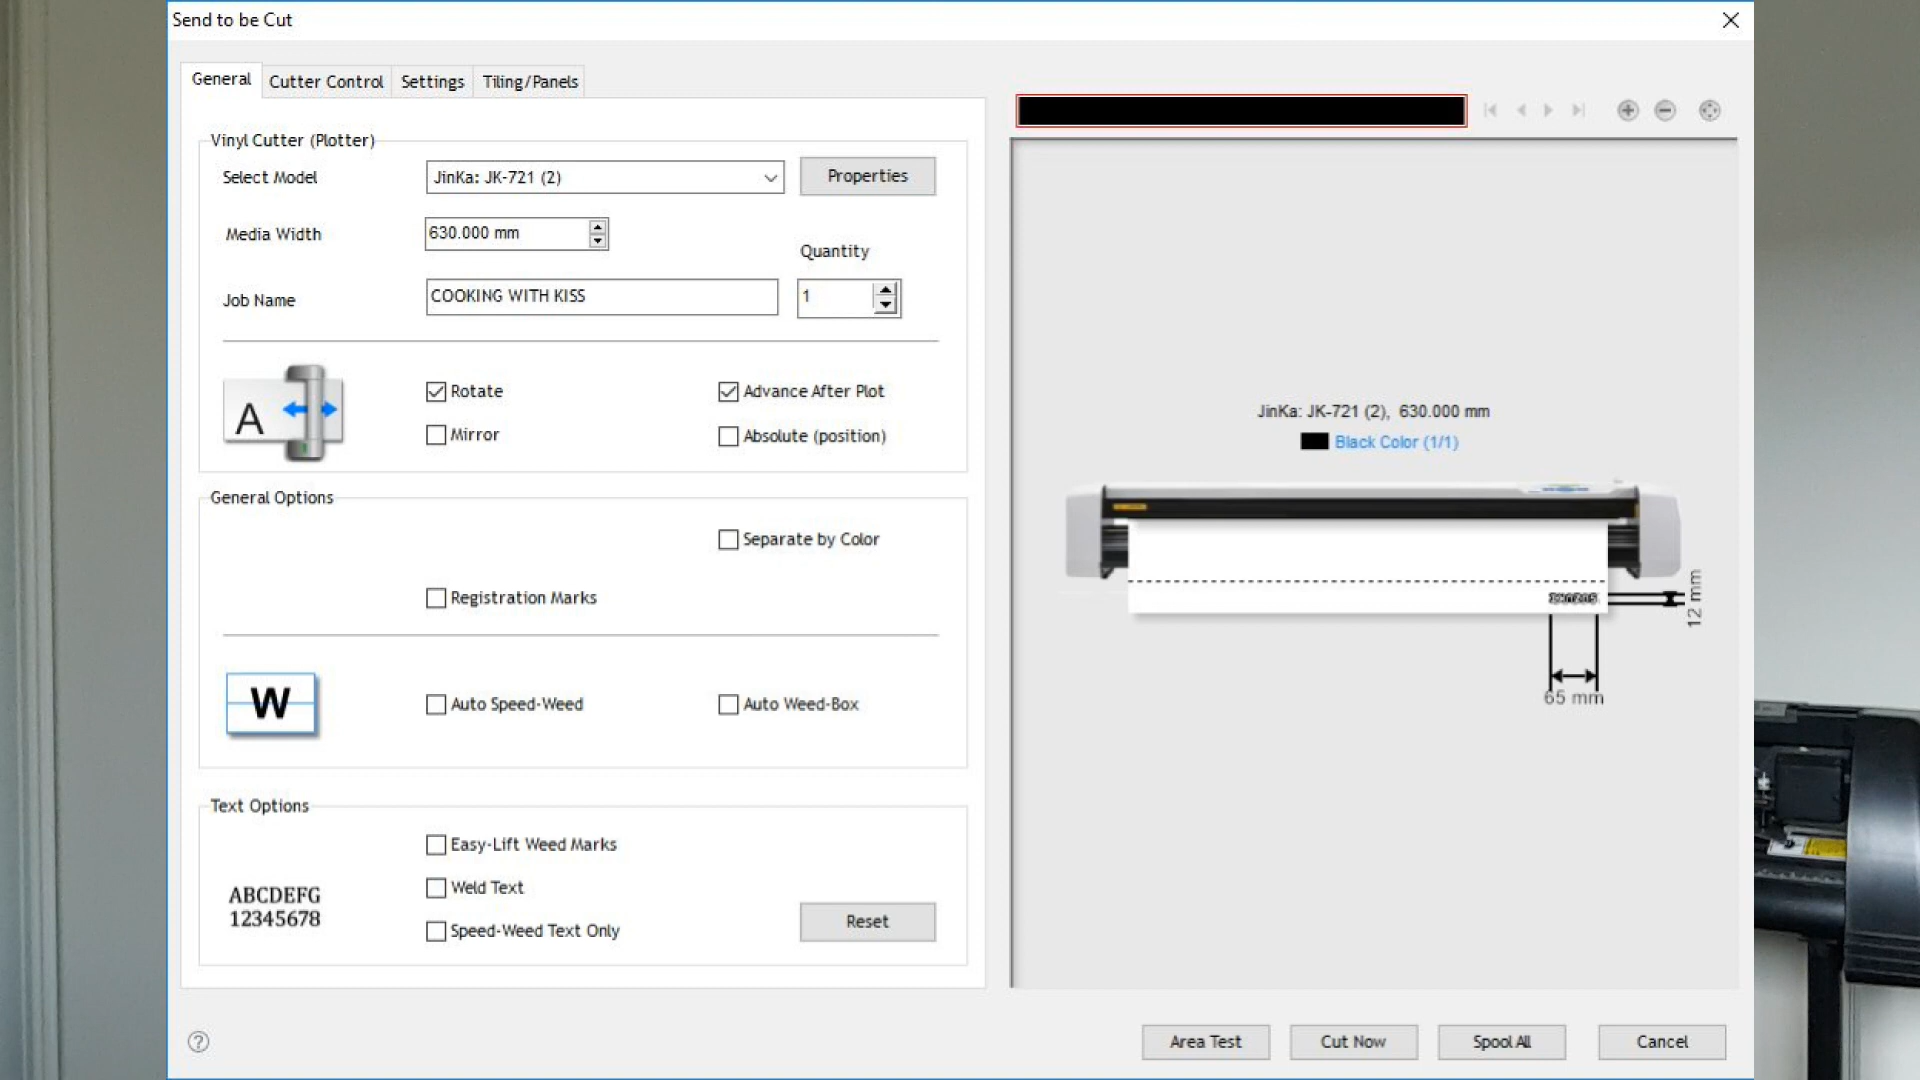 Send to be Cut
General Cutter Control Settings Tiling/Panels
Vinyl Cutter (Plotter)
Select Model JinKa: JK-721 (2) Properties
Media Width 630.000 mm
Quantity
Job Name COOKING WITH KISS 1
A
Rotate Advance After Plot
Mirror Absolute (position)
General Options
Separate by Color
Registration Marks
W
Auto Speed-Weed Auto Weed-Box
Text Options
Easy-Lift Weed Marks
ABCDEFG
12345678
Weld Text
Speed-Weed Text Only
Reset
JinKa: JK-721 (2), 630.000 mm
Black Color (1/1)
12 mm
65 mm
?
Area Test Cut Now Spool All Cancel